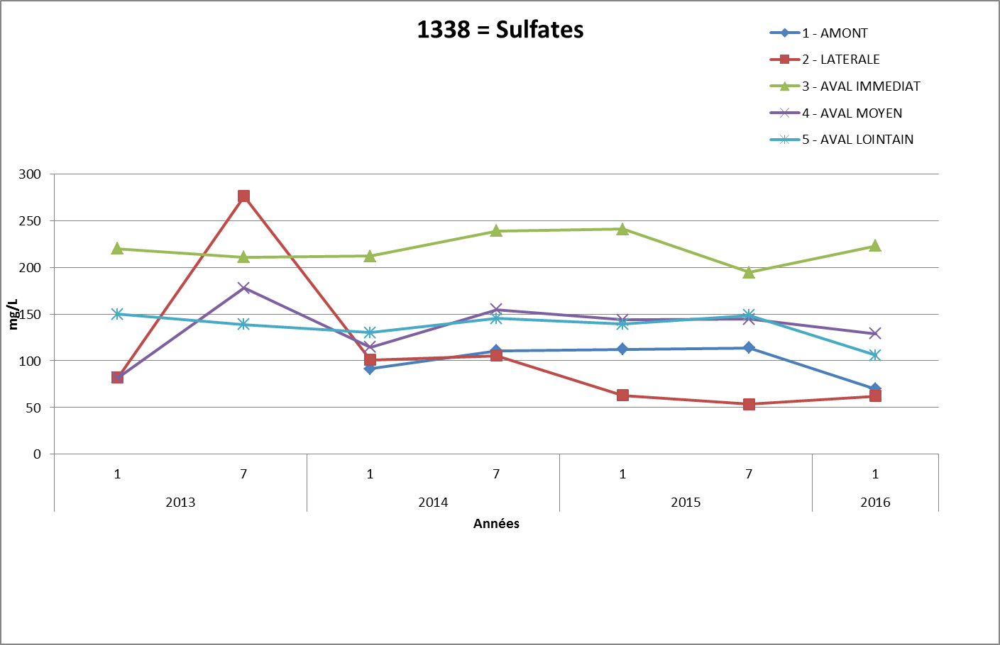 1338 = Sulfates
1 - AMONT
2 - LATERALE
3 - AVAL IMMEDIAT
4 - AVAL MOYEN
5 - AVAL LOINTAIN
300
250
200
150
100
50
0
mg/L
1 7 1 7 1 7 1
2013 2014 2015 2016
Années